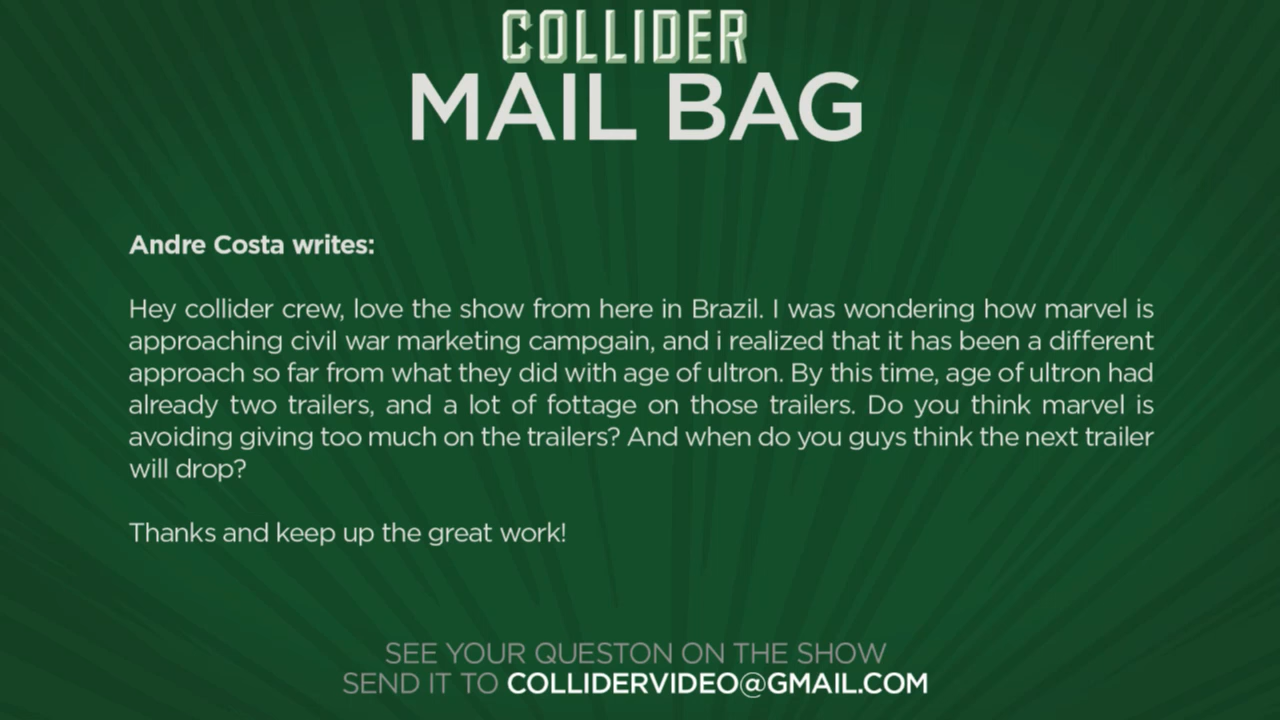 COLLIDER
MAIL BAG
Andre Costa writes:
Hey collider crew, love the show from here in Brazil. I was wondering how marvel is
approaching civil war marketing campgain, and i realized that it has been a different
approach so far from what they did with age of ultron. By this time, age of ultron had
already two trailers, and a lot of fottage on those trailers. Do you think marvel is
avoiding giving too much on the trailers? And when do you guys think the next trailer
will drop?
Thanks and keep up the great work!
SEE YOUR QUESTON ON THE SHOW
SEND IT TO COLLIDERVIDEO@GMAIL.COM